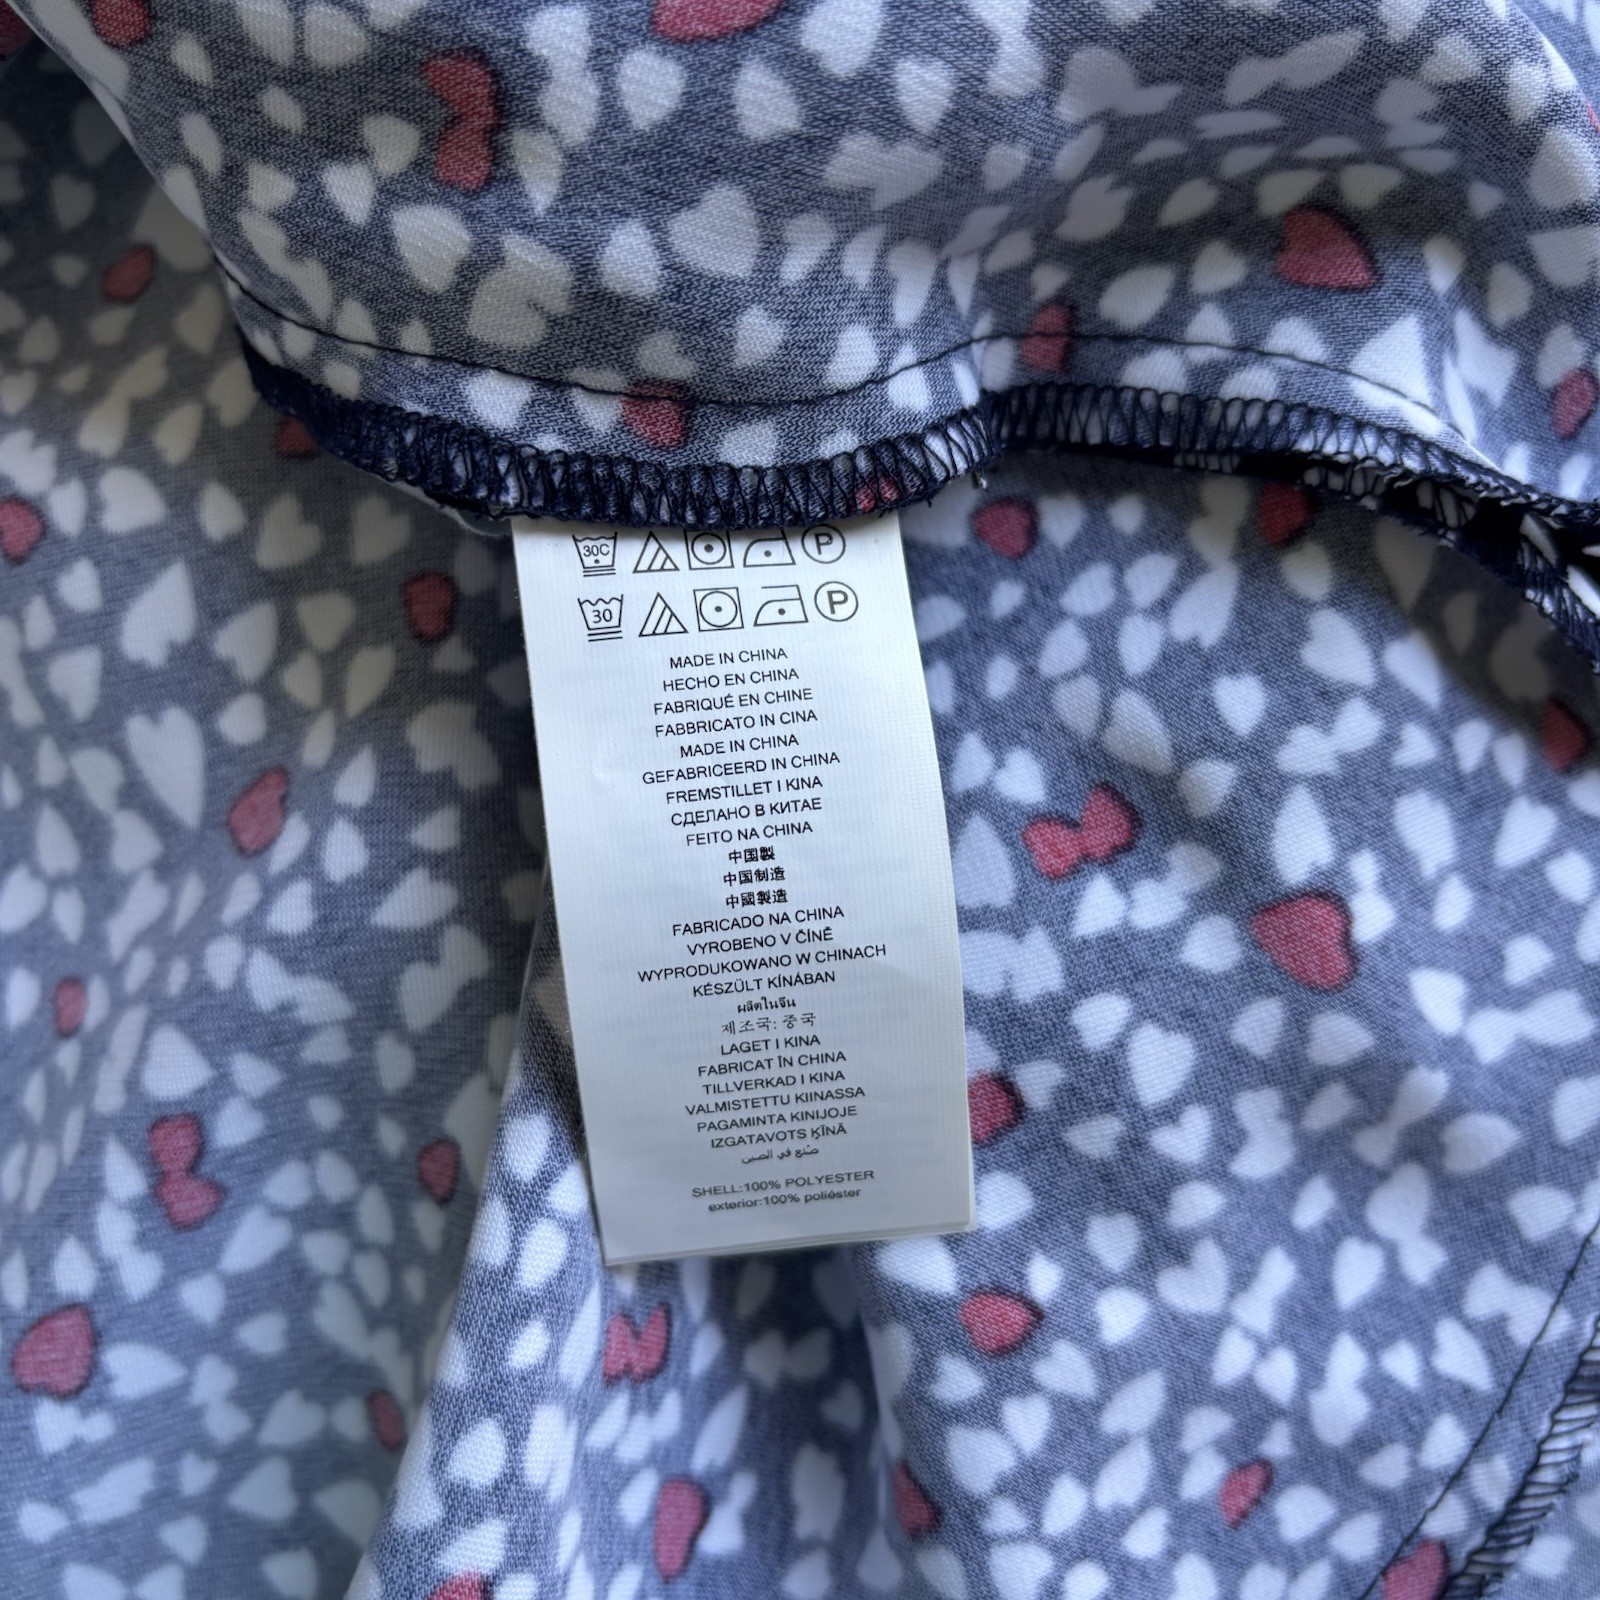 30C P
30 P
MADE IN CHINA
HECHO EN CHINA
FABRIQUÉ EN CHINE
FABBRICATO IN CINA
MADE IN CHINA
GEFABRICEERD IN CHINA
FREMSTILLET I KINA
СДЕЛАНО В КИТАЕ
FEITO NA CHINA
中国製
中国制造
中國製造
FABRICADO NA CHINA
VYROBENO V ČÍNĚ
WYPRODUKOWANO W CHINACH
KÉSZÜLT KÍNÁBAN
ผลิตในจีน
제조국: 중국
LAGET I KINA
FABRICAT ÎN CHINA
TILLVERKAD I KINA
VALMISTETTU KIINASSA
PAGAMINTA KINIJOJE
IZGATAVOTS ĶĪNĀ
صُنع في الصين
SHELL:100% POLYESTER
exterior:100% poliéster